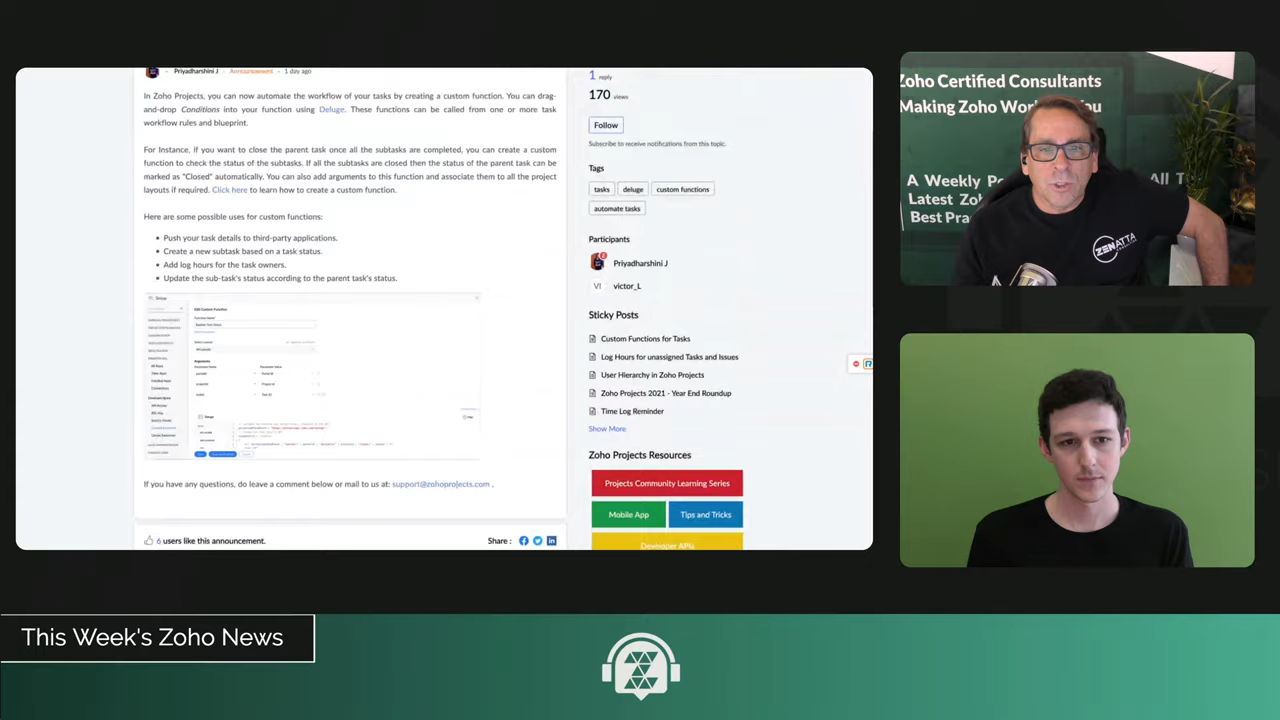 Priyadharshini J - Announcement - 1 day ago
In Zoho Projects, you can now automate the workflow of your tasks by creating a custom function. You can drag-
and-drop Conditions into your function using Deluge. These functions can be called from one or more task
workflow rules and blueprint.
For Instance, if you want to close the parent task once all the subtasks are completed, you can create a custom
function to check the status of the subtasks. If all the subtasks are closed then the status of the parent task can be
marked as "Closed" automatically. You can also add arguments to this function and associate them to all the project
layouts if required. Click here to learn how to create a custom function.
Here are some possible uses for custom functions:
• Push your task details to third-party applications.
• Create a new subtask based on a task status.
• Add log hours for the task owners.
• Update the sub-task's status according to the parent task's status.
If you have any questions, do leave a comment below or mail to us at: support@zohoprojects.com .
6 users like this announcement.
Share :
1 reply
170 views
Follow
Subscribe to receive notifications from this topic.
Tags
tasks deluge custom functions
automate tasks
Participants
Priyadharshini J
VI victor_L
Sticky Posts
Custom Functions for Tasks
Log Hours for unassigned Tasks and Issues
User Hierarchy in Zoho Projects
Zoho Projects 2021 - Year End Roundup
Time Log Reminder
Show More
Zoho Projects Resources
Projects Community Learning Series
Mobile App Tips and Tricks
Developer APIs
Zoho Certified Consultants
Making Zoho You
A Weekly All T
Latest Zo
Best
ZENATTA
This Week's Zoho News